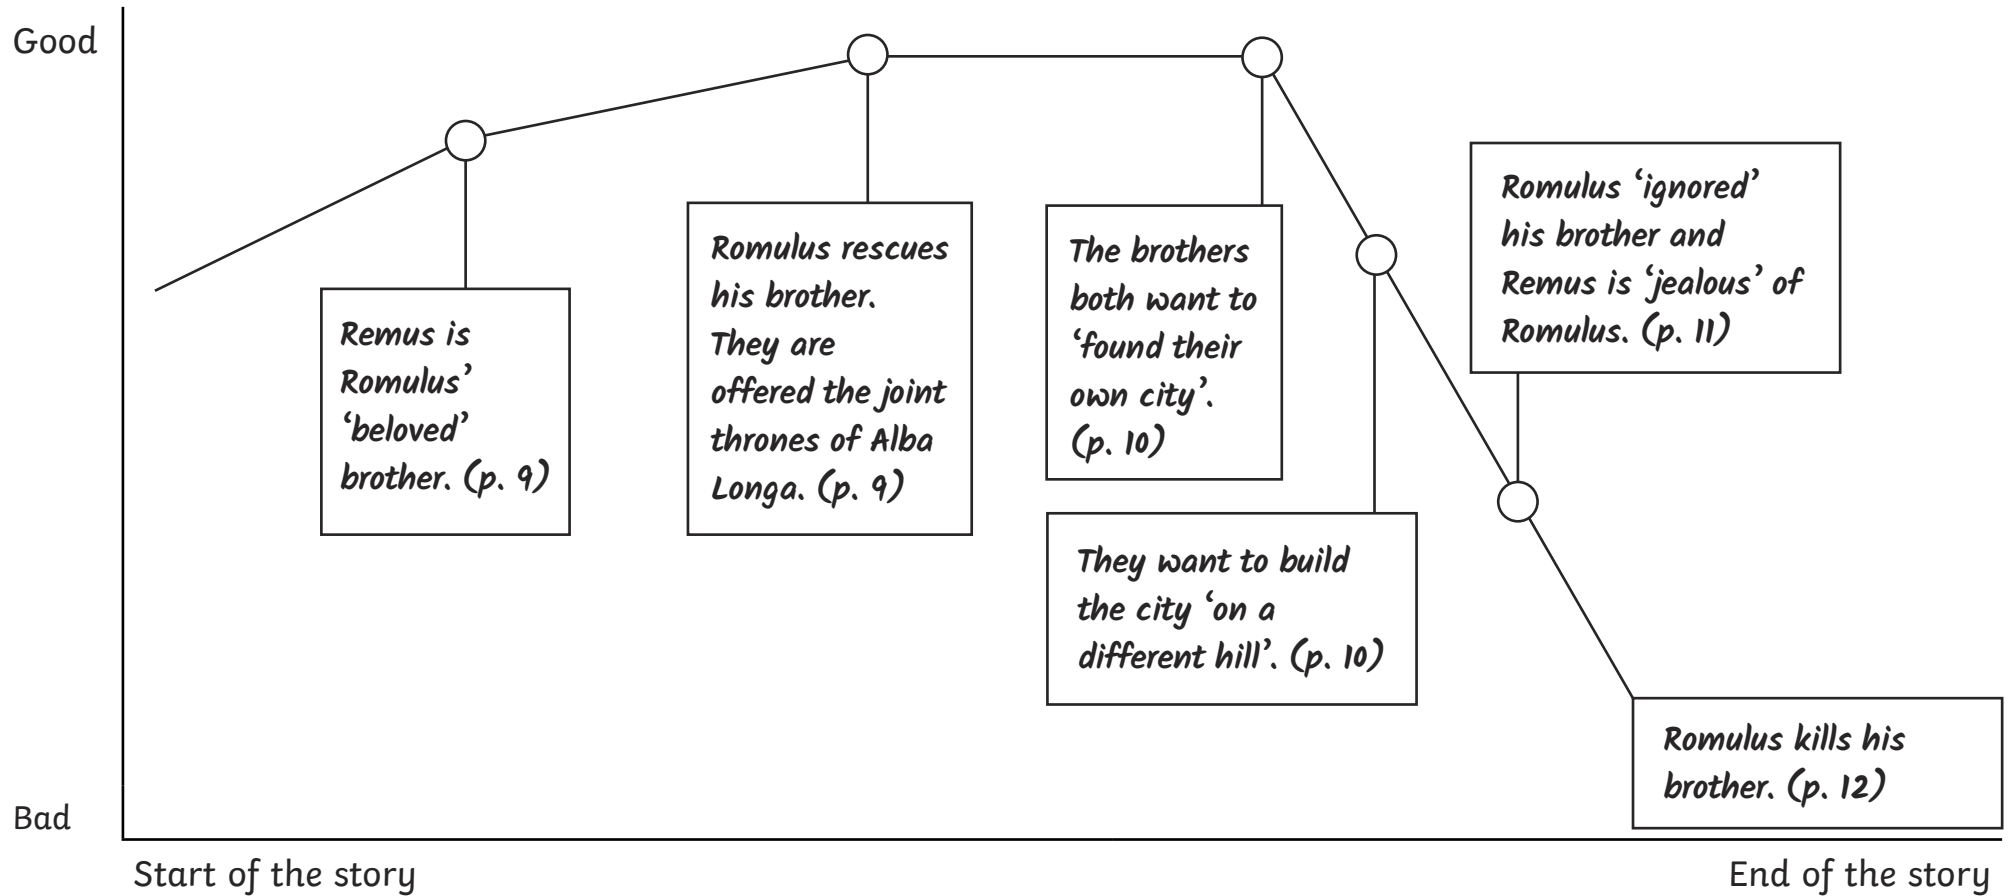 Good
Remus is
Romulus’
‘beloved’
brother. (p. 9)
Romulus rescues
his brother.
They are
offered the joint
thrones of Alba
Longa. (p. 9)
The brothers
both want to
‘found their
own city’.
(p. 10)
They want to build
the city ‘on a
different hill’. (p. 10)
Romulus ‘ignored’
his brother and
Remus is ‘jealous’ of
Romulus. (p. 11)
Romulus kills his
brother. (p. 12)
Bad
Start of the story
End of the story